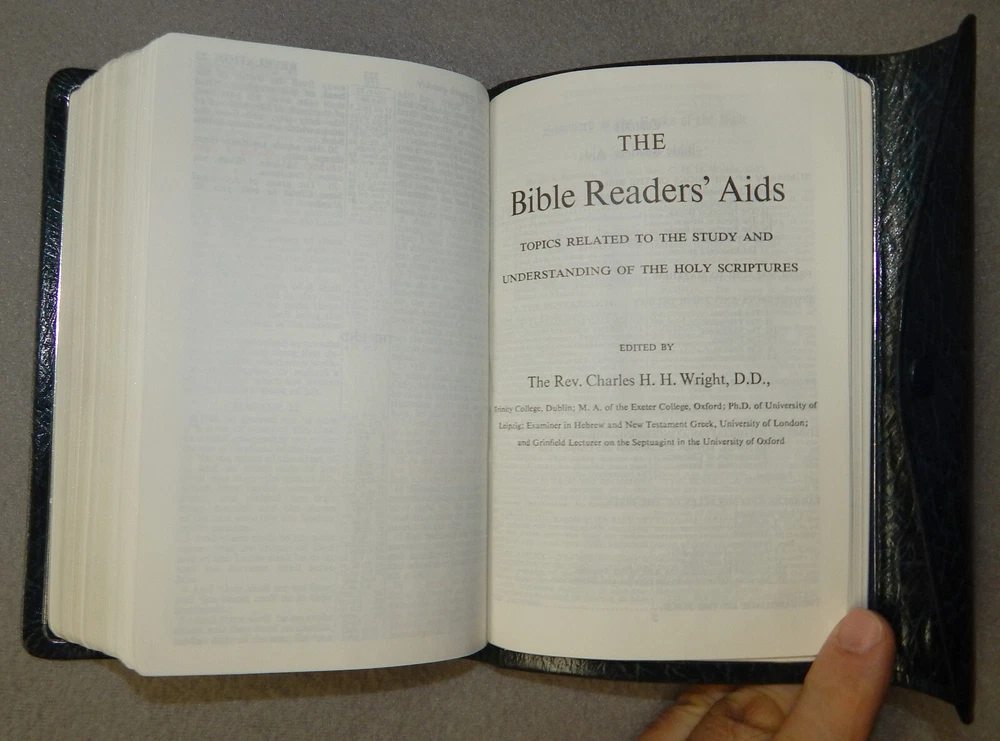 THE
Bible Readers' Aids
TOPICS RELATED TO THE STUDY AND
UNDERSTANDING OF THE HOLY SCRIPTURES
EDITED BY
The Rev. Charles H. H. Wright, D.D.,
Trinity College, Dublin; M. A. of the Exeter College, Oxford; Ph.D. of University of
Leipzig; Examiner in Hebrew and New Testament Greek, University of London;
and Grinfield Lecturer on the Septuagint in the University of Oxford